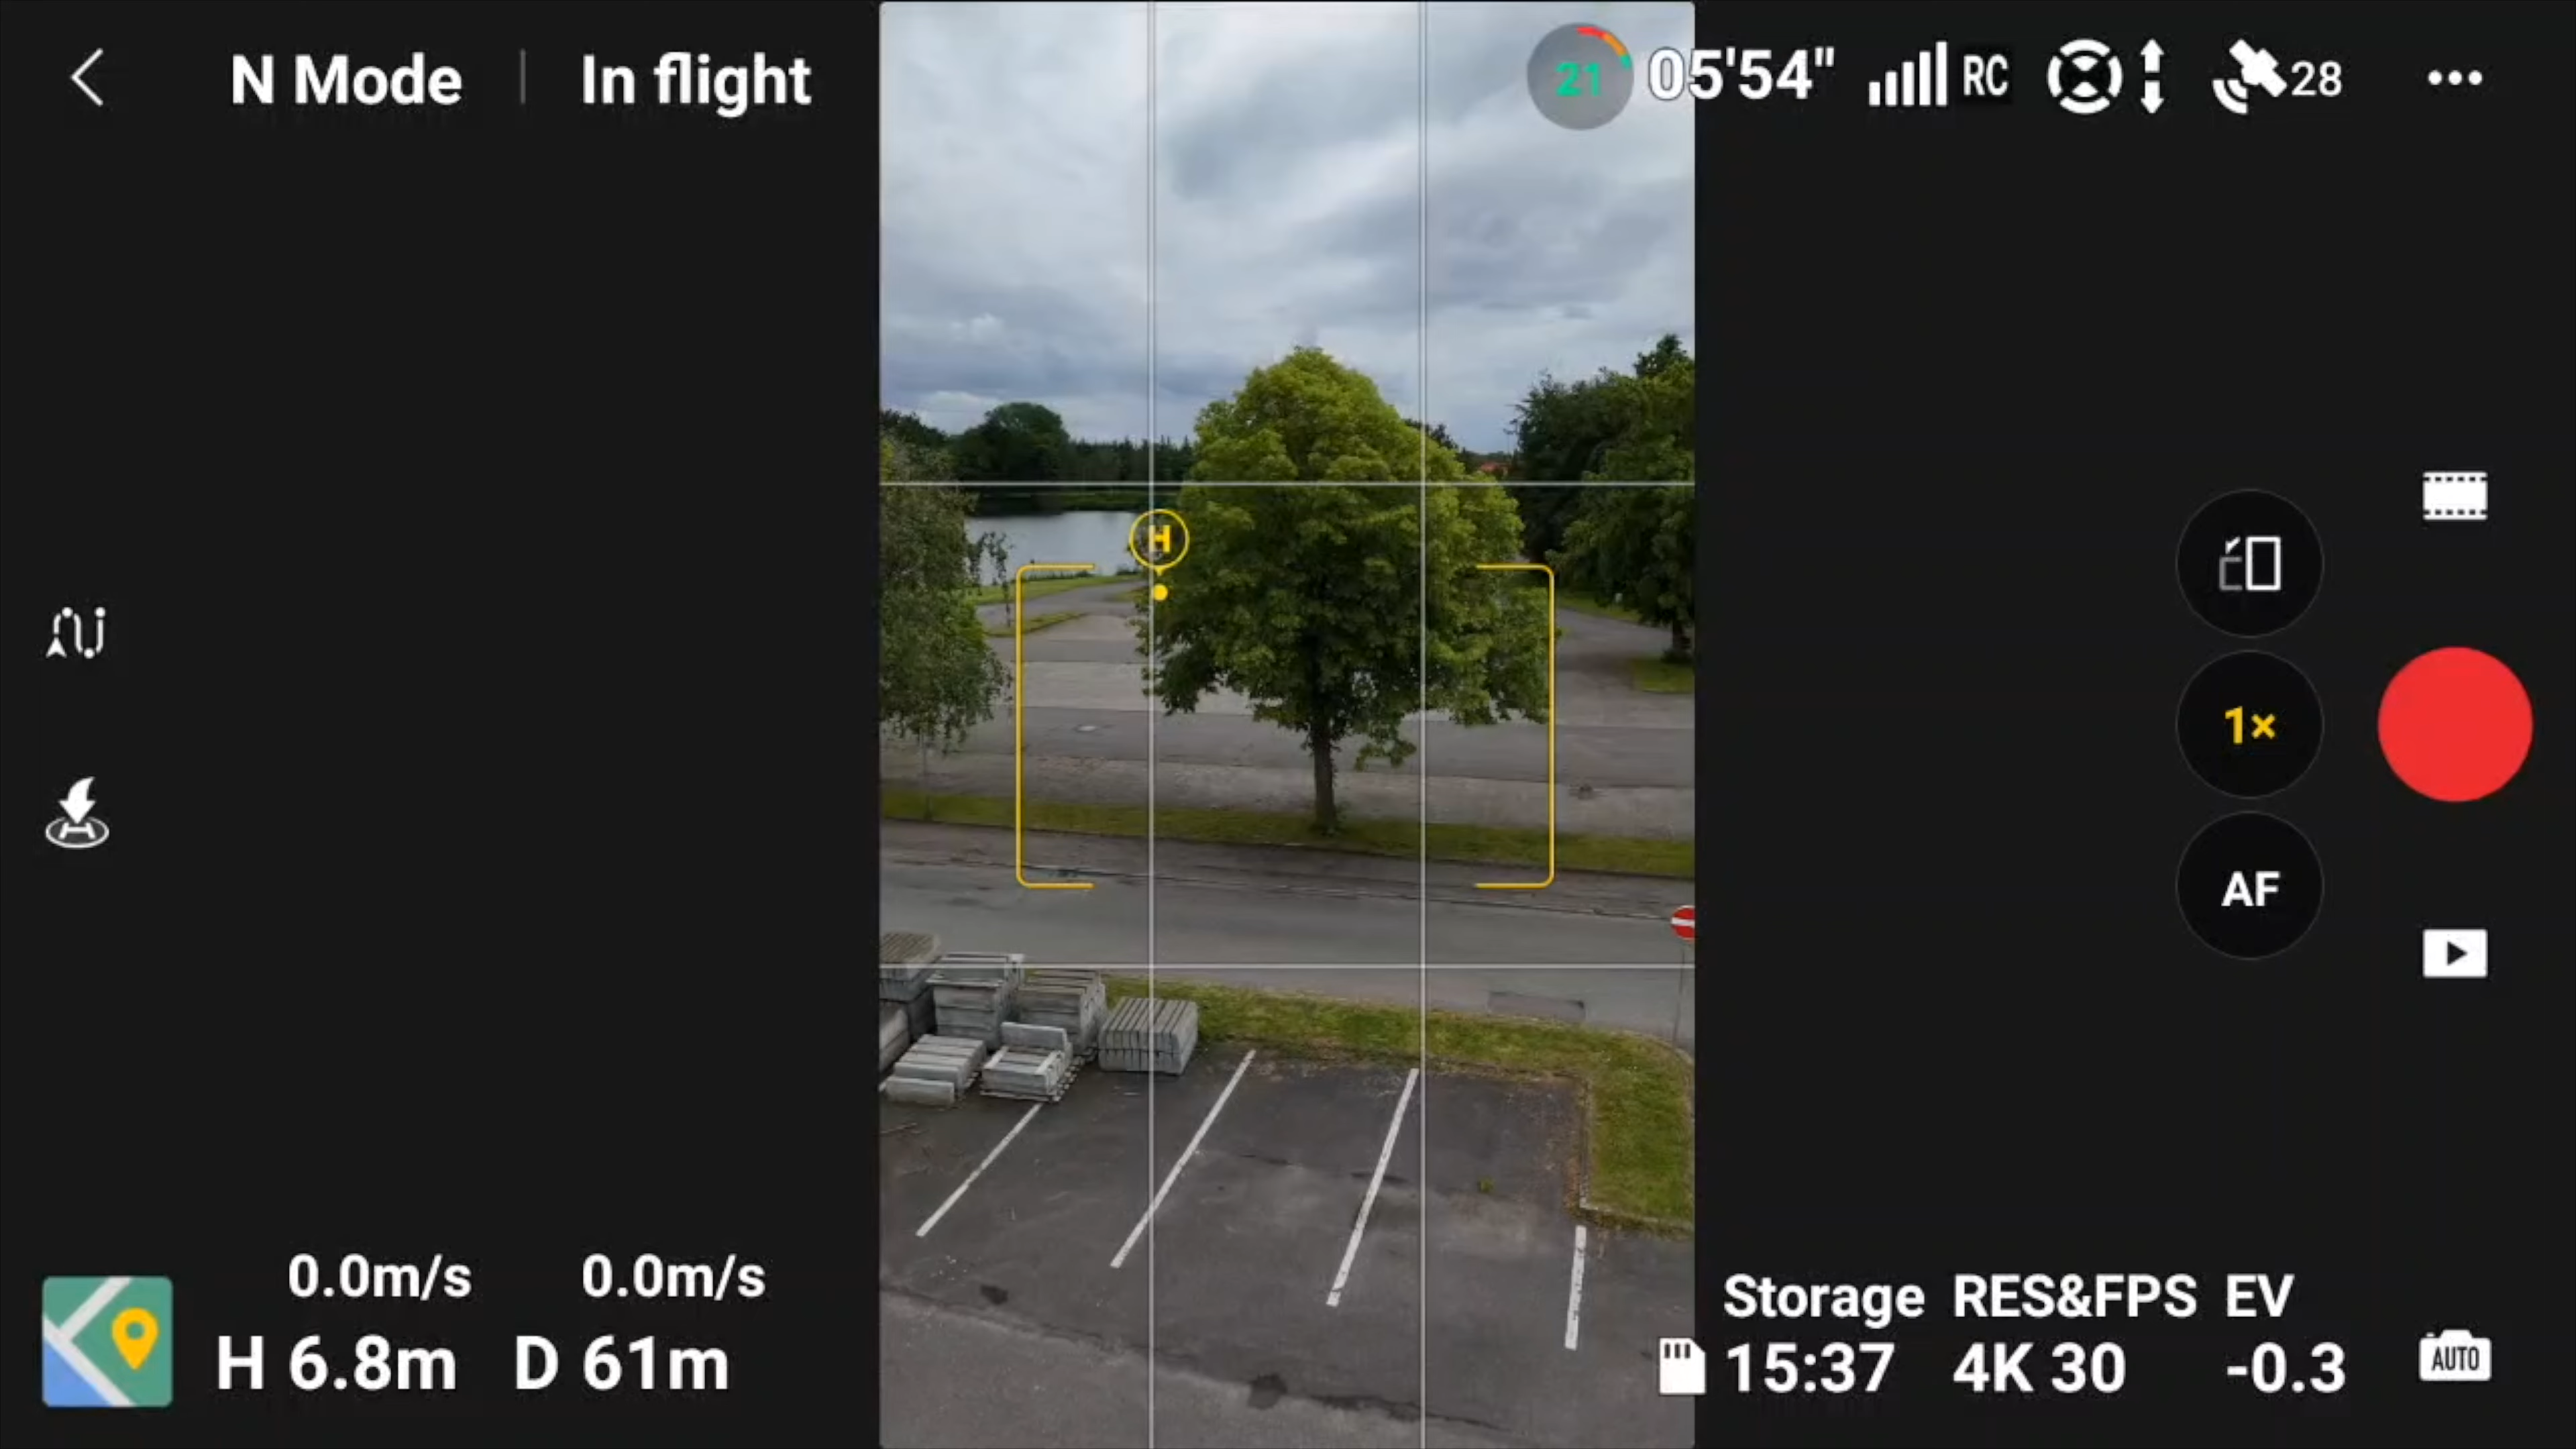 N Mode | In flight
21 05'54" RC 28
H
1×
AF
0.0m/s 0.0m/s
H 6.8m D 61m
Storage RES&FPS EV
15:37 4K 30 -0.3
AUTO